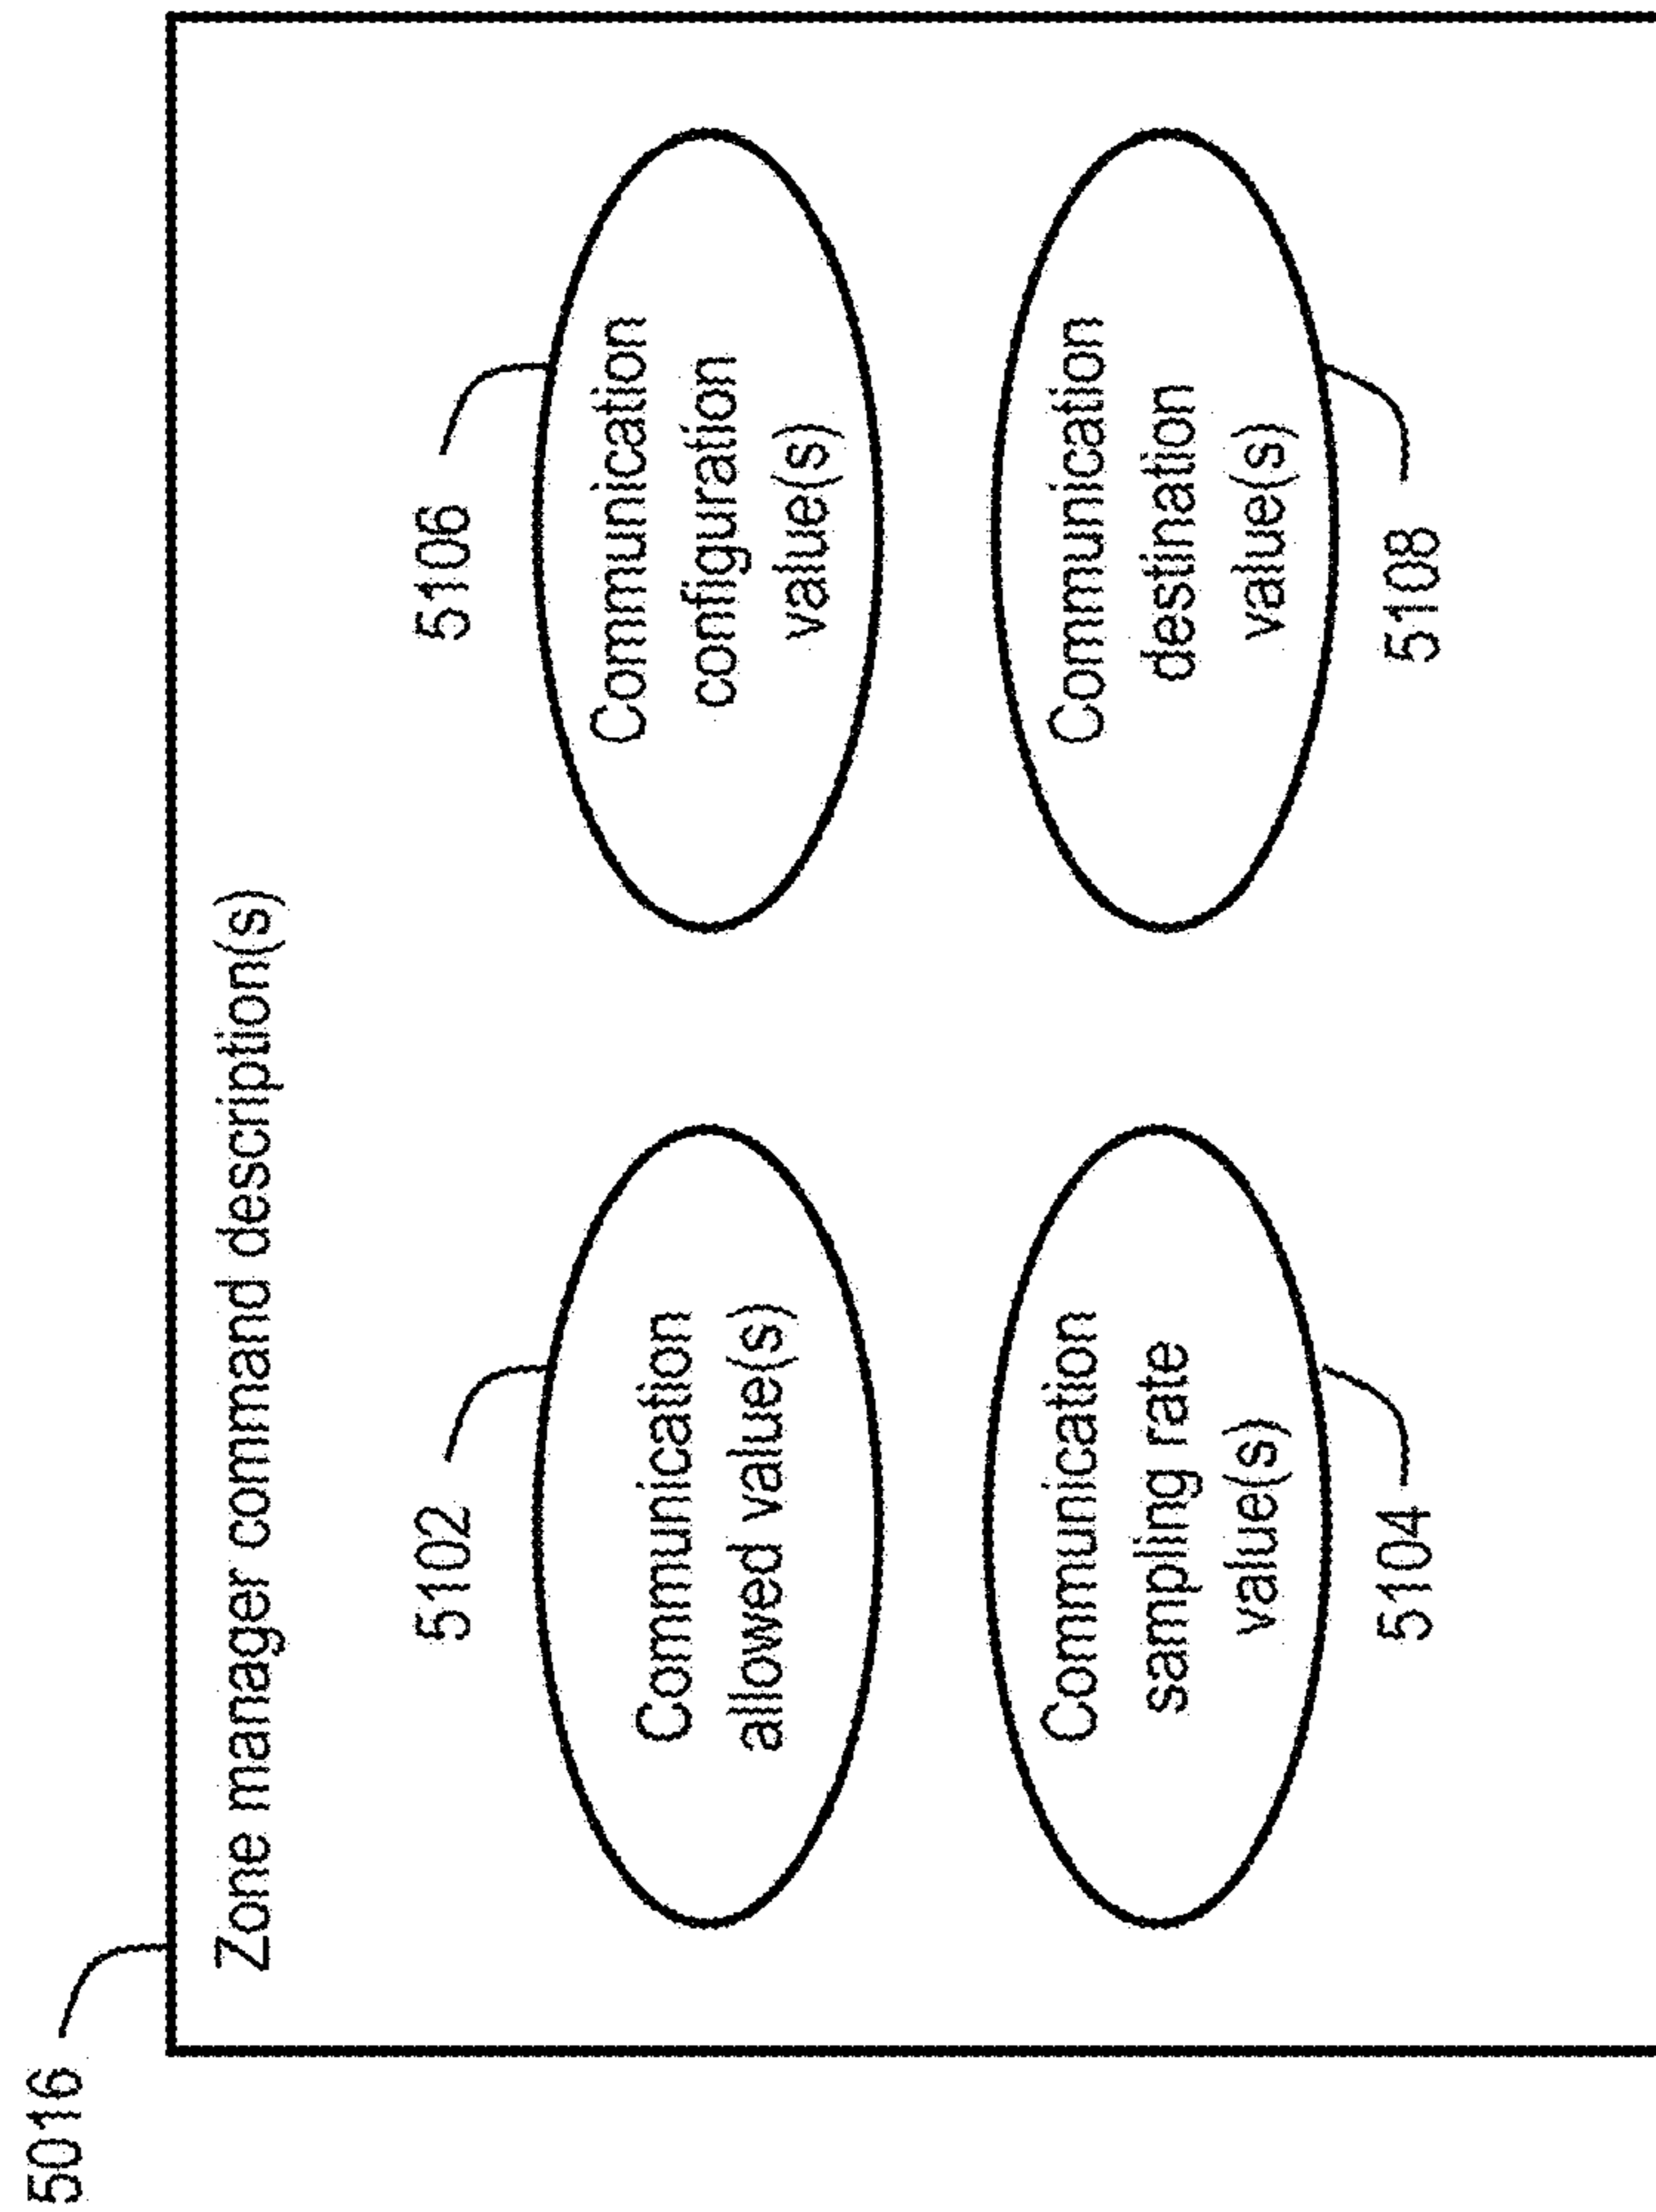 5016
Zone manager command description(s)
5102
Communication
allowed value(s)
5106
Communication
configuration
value(s)
Communication
sampling rate
value(s)
5104
Communication
destination
value(s)
5108